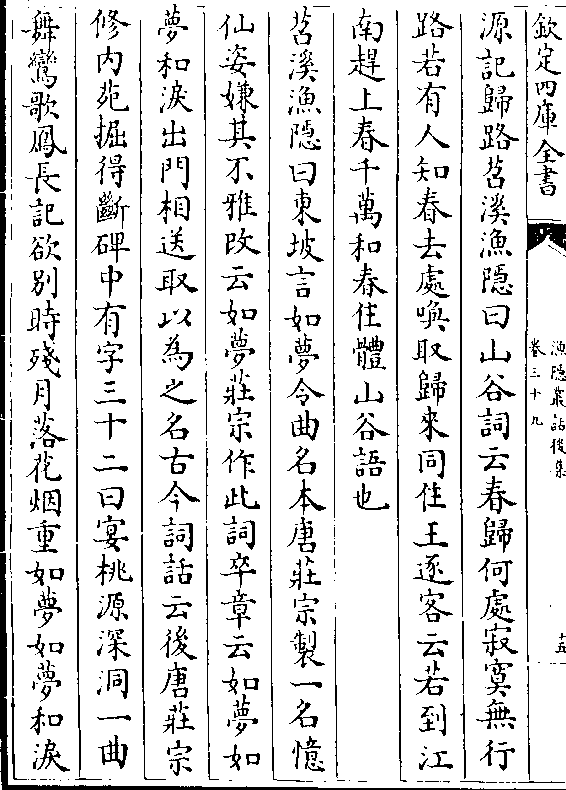 欽定四庫全書
漁隱叢話後集
卷三十九
十五
源記歸路苕溪漁隱曰山谷詞云春歸何處寂寞無行
路若有人知春去處喚取歸來同住王逐客云若到江
南趕上春千萬和春住體山谷語也
苕溪漁隱曰東坡言如夢令曲名本唐莊宗製一名憶
仙姿嫌其不雅改云如夢莊宗作此詞卒章云如夢如
夢和淚出門相送取以為之名古今詞話云後唐莊宗
修内苑掘得斷碑中有字三十二曰宴桃源深洞一曲
舞鸞歌鳳長記欲别時殘月落花烟重如夢如夢和淚